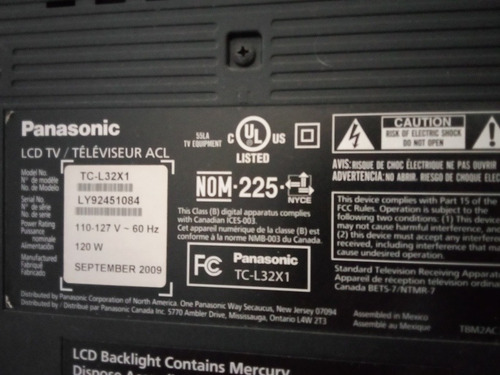 Panasonic
LCD TV / TÉLÉVISEUR ACL
Model No.
N° de modèle
No. de Modelo
TC-L32X1
Serial No.
N° de série
No. de serie
LY92451084
Power Rating
Puissance nominale
110-127 V ~ 60 Hz
120 W
Manufactured
Fabriqué
Fabricado
SEPTEMBER 2009
55LA
TV EQUIPMENT
C UL US
LISTED
NOM-225-
NYCE
This Class (B) digital apparatus complies
with Canadian ICES-003.
Cet appareil numérique de la classe (B) est
conforme à la norme NMB-003 du Canada.
FC Panasonic
TC-L32X1
CAUTION
RISK OF ELECTRIC SHOCK
DO NOT OPEN
AVIS: RISQUE DE CHOC ÉLECTRIQUE NE PAS OUVRIR
ADVERTENCIA: NO
This device complies with Part 15 of the
FCC Rules. Operation is subject to the
following two conditions: (1) This device
may not cause harmful interference, and
(2) this device must accept any interference
received, including interference that may
cause undesired operation.
Standard Television Receiving Apparatus
Appareil de réception télévision ordinaire
Canada BETS-7/NTMR-7
Distributed by Panasonic Corporation of North America. One Panasonic Way Secaucus, New Jersey 07094
Distributed by / Distribué par Panasonic Canada Inc. 5770 Ambler Drive, Mississauga, Ontario L4W 2T3
Assembled in Mexico
Assemblé au Mexique
TBM2AC
LCD Backlight Contains Mercury